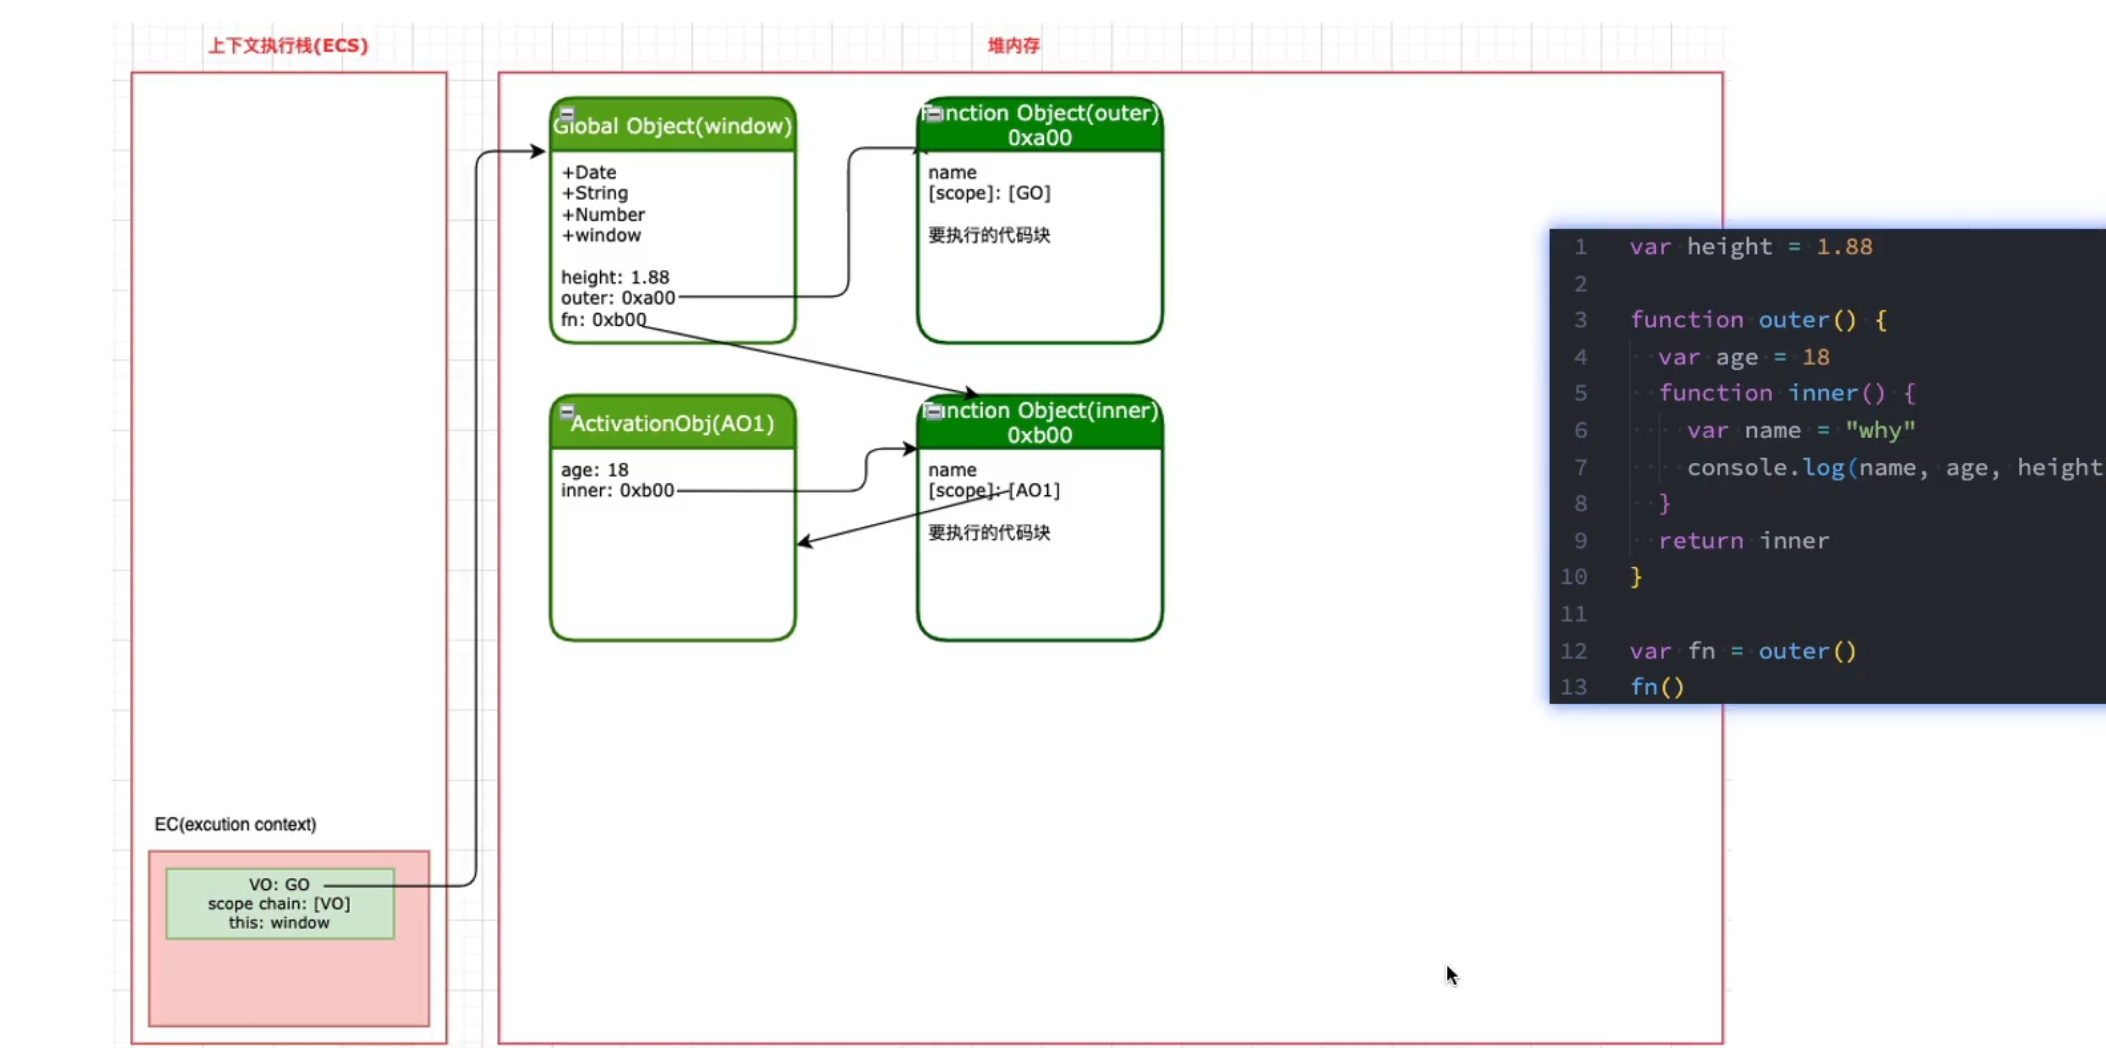 上下文执行栈(ECS)
堆内存
Global Object(window)
+Date
+String
+Number
+window
height: 1.88
outer: 0xa00
fn: 0xb00
Function Object(outer)
0xa00
name
[scope]: [GO]
要执行的代码块
ActivationObj(AO1)
age: 18
inner: 0xb00
Function Object(inner)
0xb00
name
[scope]: [AO1]
要执行的代码块
EC(excution context)
VO: GO
scope chain: [VO]
this: window
1 var height = 1.88
2
3 function outer() {
4 var age = 18
5 function inner() {
6 var name = "why"
7 console.log(name, age, height
8 }
9 return inner
10 }
11
12 var fn = outer()
13 fn()